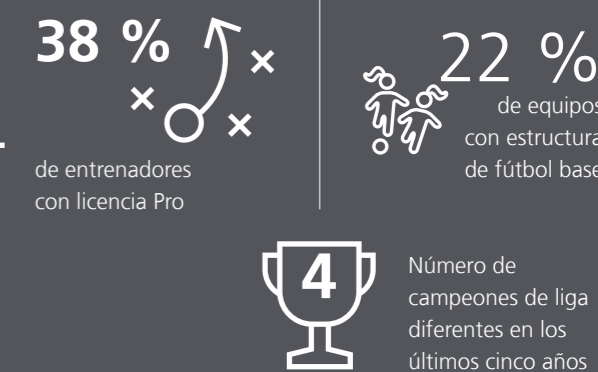 38 %
de entrenadores
con licencia Pro
22 %
de equipos
con estructura
de fútbol base
4
Número de
campeones de liga
diferentes en los
últimos cinco años